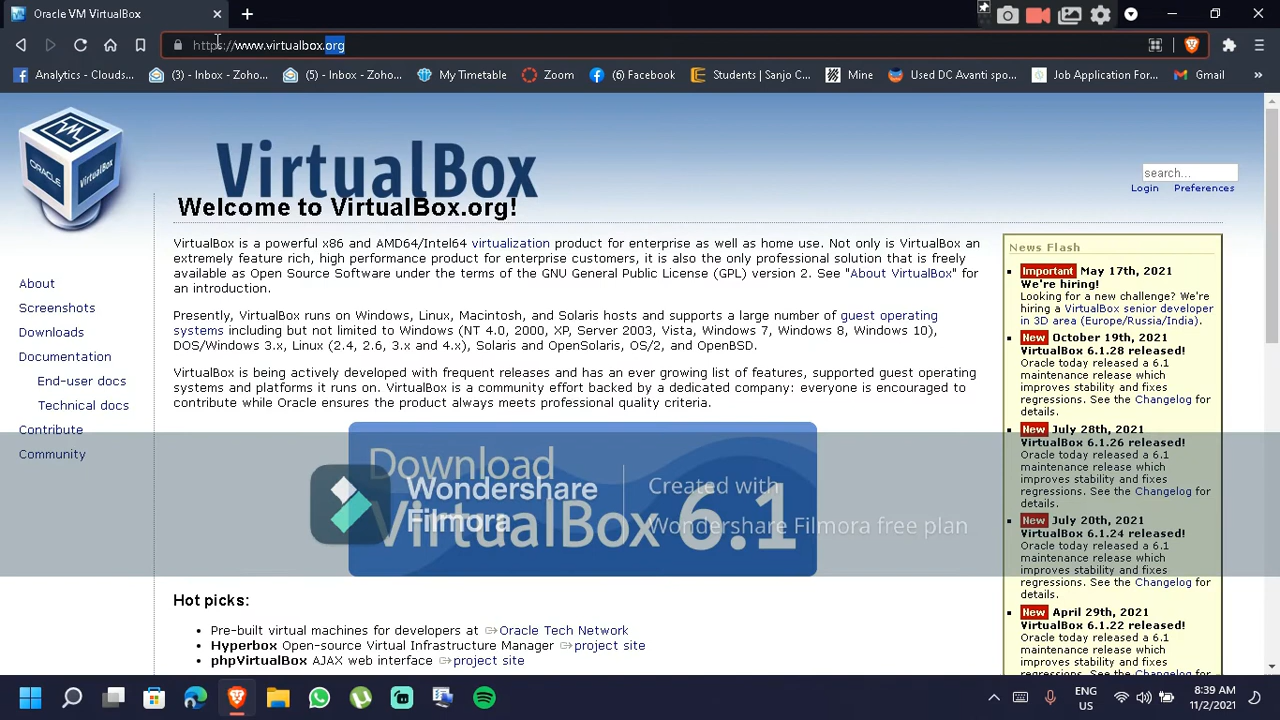 Oracle VM VirtualBox
https://www.virtualbox.org
Analytics - Clouds...
(3) - Inbox - Zoho...
(5) - Inbox - Zoho...
My Timetable
Zoom
(6) Facebook
Students | Sanjo C...
Mine
Used DC Avanti spo...
Job Application For...
Gmail
»
ORACLE
VirtualBox
VirtualBox
search...
Login Preferences
Welcome to VirtualBox.org!
VirtualBox is a powerful x86 and AMD64/Intel64 virtualization product for enterprise as well as home use. Not only is VirtualBox an
extremely feature rich, high performance product for enterprise customers, it is also the only professional solution that is freely
available as Open Source Software under the terms of the GNU General Public License (GPL) version 2. See "About VirtualBox" for
an introduction.
Presently, VirtualBox runs on Windows, Linux, Macintosh, and Solaris hosts and supports a large number of guest operating
systems including but not limited to Windows (NT 4.0, 2000, XP, Server 2003, Vista, Windows 7, Windows 8, Windows 10),
DOS/Windows 3.x, Linux (2.4, 2.6, 3.x and 4.x), Solaris and OpenSolaris, OS/2, and OpenBSD.
VirtualBox is being actively developed with frequent releases and has an ever growing list of features, supported guest operating
systems and platforms it runs on. VirtualBox is a community effort backed by a dedicated company: everyone is encouraged to
contribute while Oracle ensures the product always meets professional quality criteria.
About
Screenshots
Downloads
Documentation
End-user docs
Technical docs
Contribute
Community
Download
VirtualBox 6.1
Wondershare
Filmora
Created with
Wondershare Filmora free plan
Hot picks:
• Pre-built virtual machines for developers at Oracle Tech Network
• Hyperbox Open-source Virtual Infrastructure Manager project site
• phpVirtualBox AJAX web interface project site
News Flash
• Important May 17th, 2021
We're hiring!
Looking for a new challenge? We're
hiring a VirtualBox senior developer
in 3D area (Europe/Russia/India).
• New October 19th, 2021
VirtualBox 6.1.28 released!
Oracle today released a 6.1
maintenance release which
improves stability and fixes
regressions. See the Changelog for
details.
• New July 28th, 2021
VirtualBox 6.1.26 released!
Oracle today released a 6.1
maintenance release which
improves stability and fixes
regressions. See the Changelog for
details.
• New July 20th, 2021
VirtualBox 6.1.24 released!
Oracle today released a 6.1
maintenance release which
improves stability and fixes
regressions. See the Changelog for
details.
• New April 29th, 2021
VirtualBox 6.1.22 released!
Oracle today released a 6.1
maintenance release which
improves stability and fixes
ENG
US
8:39 AM
11/2/2021